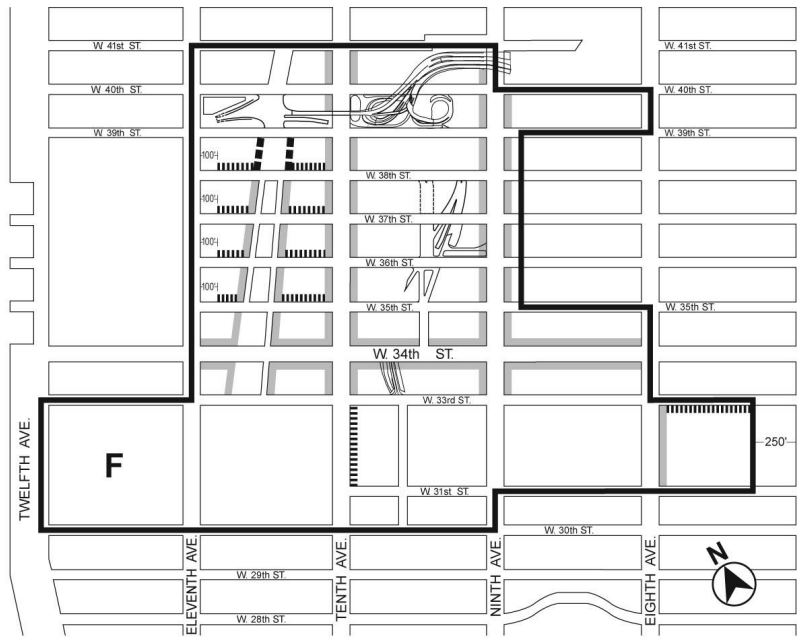 W. 41st ST.
W. 41st ST.
W. 40th ST.
W. 40th ST.
W. 39th ST.
W. 39th ST.
100'
W. 38th ST.
100'
W. 37th ST.
100'
W. 36th ST.
100'
W. 35th ST.
W. 35th ST.
W. 34th ST.
W. 33rd ST.
250'
F
W. 31st ST.
W. 30th ST.
W. 29th ST.
W. 28th ST.
TWELFTH AVE.
ELEVENTH AVE.
TENTH AVE.
NINTH AVE.
EIGHTH AVE.
N